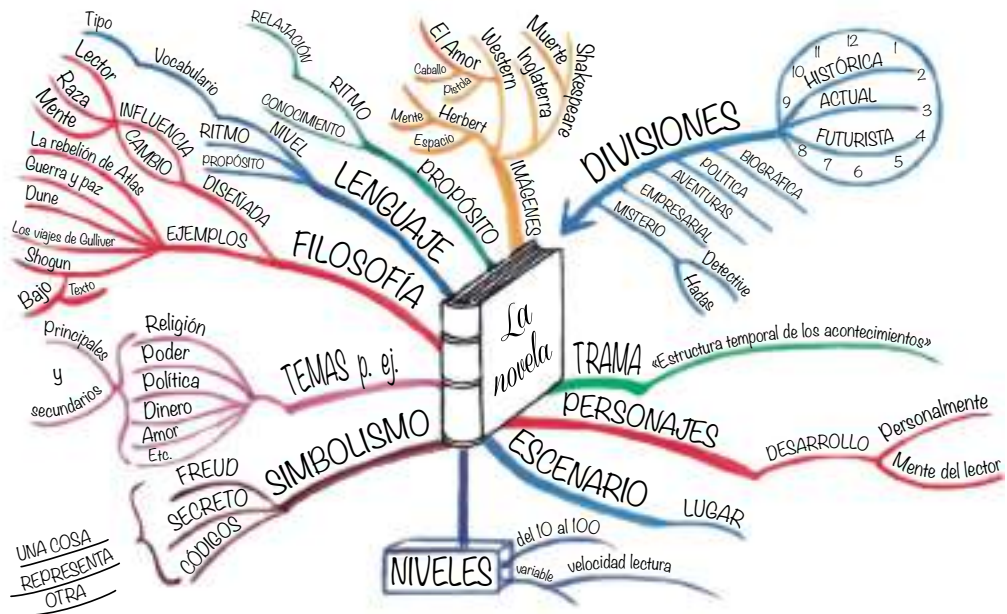 La
novela
DIVISIONES
12
1
2
3
4
5
6
7
8
9
10
11
HISTÓRICA
ACTUAL
FUTURISTA
BIOGRÁFICA
POLÍTICA
AVENTURAS
EMPRESARIAL
MISTERIO
Detective
Hadas
TRAMA
«Estructura temporal de los acontecimientos»
PERSONAJES
DESARROLLO
Personalmente
Mente del lector
ESCENARIO
LUGAR
NIVELES
del 10 al 100
variable
velocidad lectura
SIMBOLISMO
FREUD
SECRETO
CÓDIGOS
UNA COSA
REPRESENTA
OTRA
TEMAS p. ej.
Religión
Poder
Política
Dinero
Amor
Etc.
Principales
y
secundarios
FILOSOFÍA
EJEMPLOS
La rebelión de Atlas
Guerra y paz
Dune
Los viajes de Gulliver
Shogun
Bajo
Texto
DISEÑADA
INFLUENCIA
CAMBIO
Lector
Raza
Mente
LENGUAJE
NIVEL
Vocabulario
Tipo
RITMO
PROPÓSITO
PROPÓSITO
CONOCIMIENTO
RITMO
RELAJACIÓN
IMÁGENES
El Amor
Caballo
Pistola
Western
Herbert
Mente
Espacio
Inglaterra
Muerte
Shakespeare